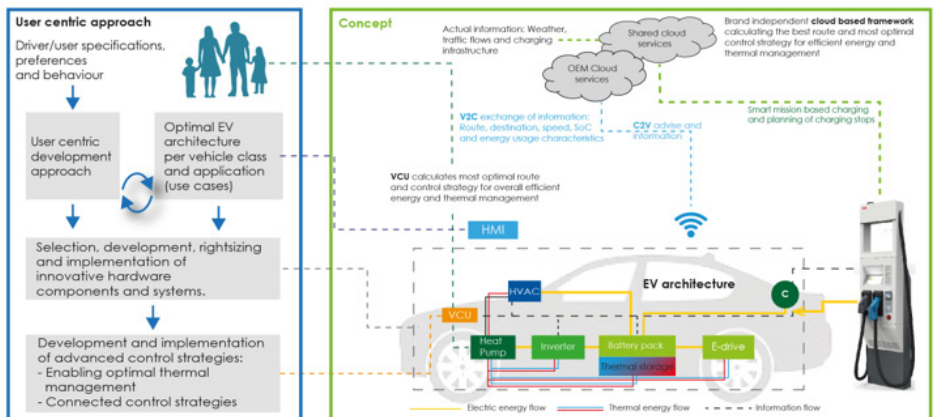 User centric approach
Driver/user specifications,
preferences
and behaviour
User centric
development
approach
Optimal EV
architecture
per vehicle class
and application
(use cases)
Selection, development, rightsizing
and implementation of
innovative hardware
components and systems.
Development and implementation
of advanced control strategies:
- Enabling optimal thermal
management
- Connected control strategies
Concept
Actual information: Weather,
traffic flows and charging
infrastructure
Shared cloud
services
OEM Cloud
services
Brand independent cloud based framework
calculating the best route and most optimal
control strategy for efficient energy and
thermal management
V2C exchange of information:
Route, destination, speed, SoC
and energy usage characteristics
C2V advise and
information
Smart mission based charging
and planning of charging stops
VCU calculates most optimal route
and control strategy for overall efficient
energy and thermal management
HMI
EV architecture
HVAC
C
VCU
Heat
Pump
Inverter
Battery pack
Thermal storage
E-drive
Electric energy flow
Thermal energy flow
Information flow